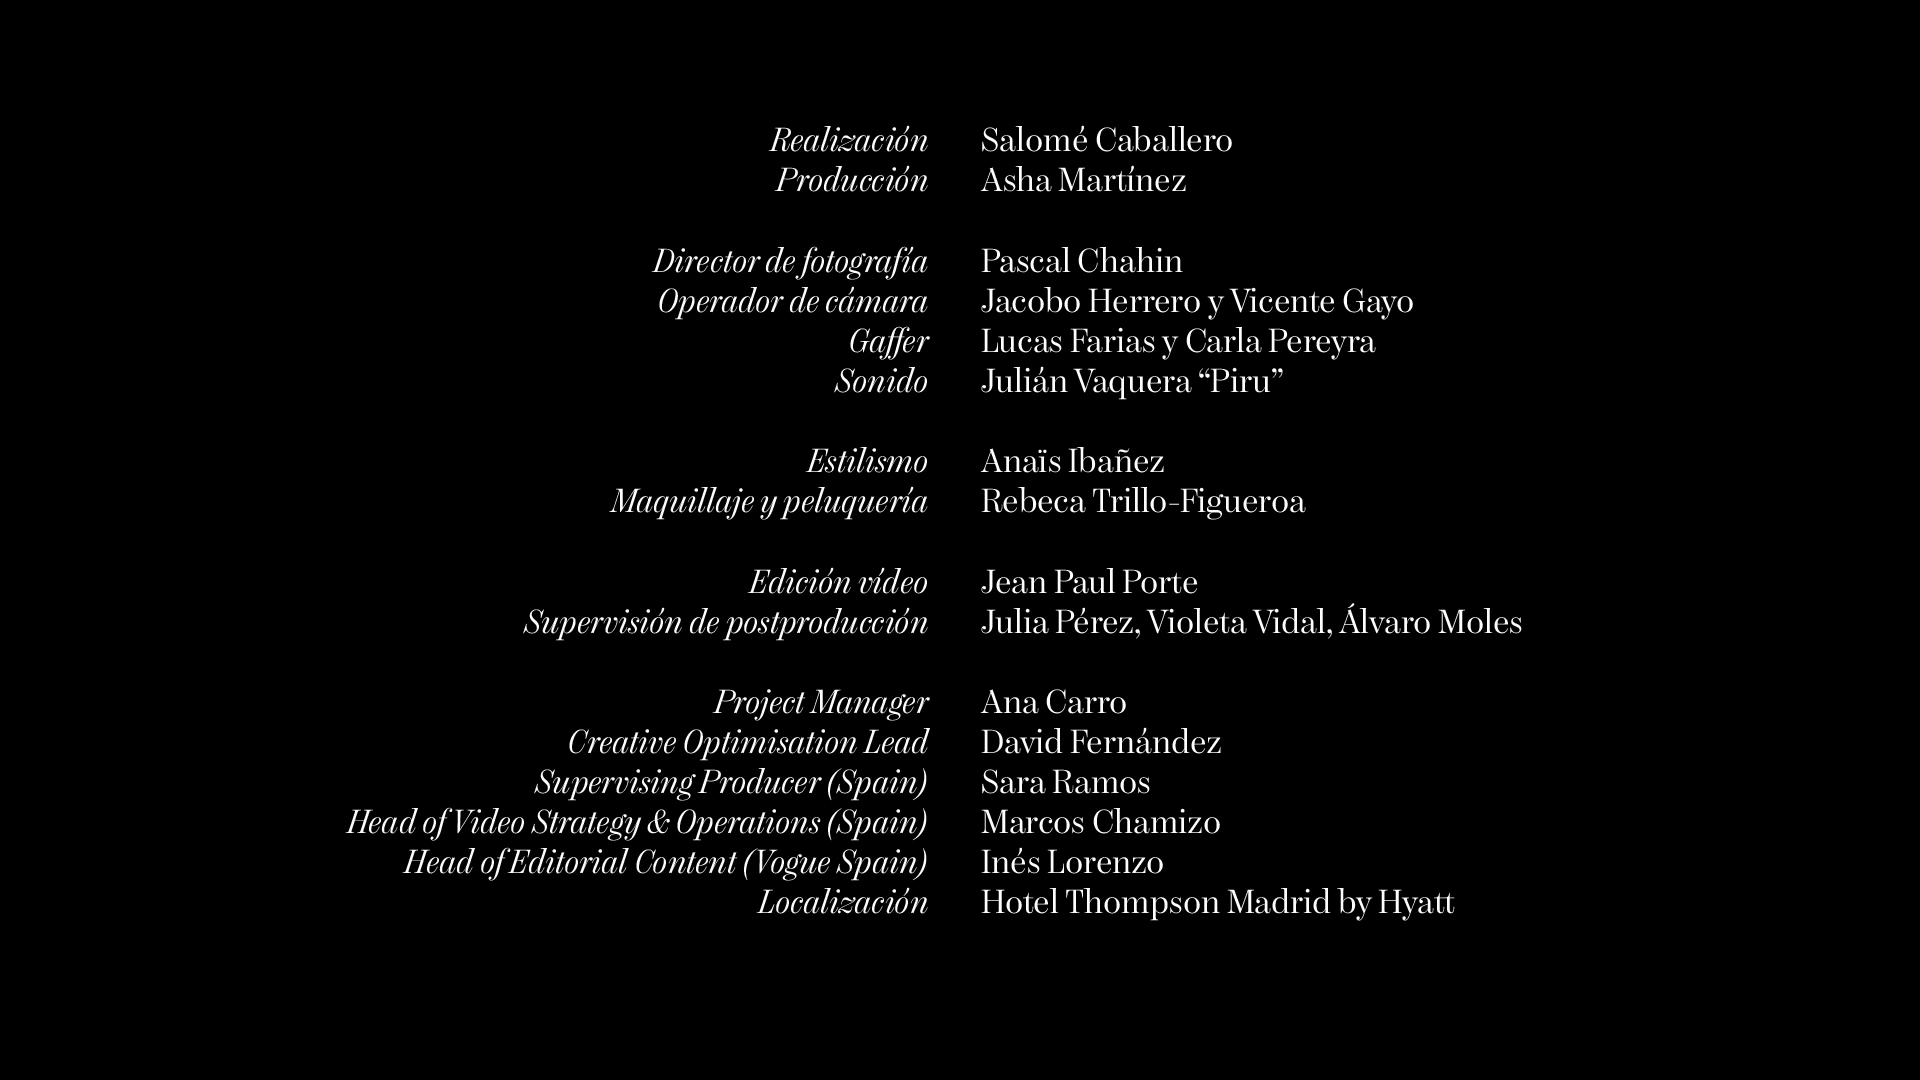 Realización Salomé Caballero
Producción Asha Martínez
Director de fotografía Pascal Chahin
Operador de cámara Jacobo Herrero y Vicente Gayo
Gaffer Lucas Farias y Carla Pereyra
Sonido Julián Vaquera “Piru”
Estilismo Anaïs Ibañez
Maquillaje y peluquería Rebeca Trillo-Figueroa
Edición vídeo Jean Paul Porte
Supervisión de postproducción Julia Pérez, Violeta Vidal, Álvaro Moles
Project Manager Ana Carro
Creative Optimisation Lead David Fernández
Supervising Producer (Spain) Sara Ramos
Head of Video Strategy & Operations (Spain) Marcos Chamizo
Head of Editorial Content (Vogue Spain) Inés Lorenzo
Localización Hotel Thompson Madrid by Hyatt